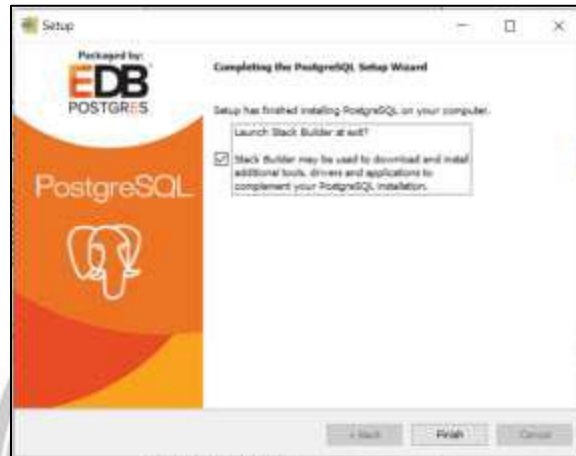 Setup
Packaged by:
EDB
POSTGRES
PostgreSQL
Completing the PostgreSQL Setup Wizard
Setup has finished installing PostgreSQL on your computer.
Launch Stack Builder at exit?
Stack Builder may be used to download and install
additional tools, drivers and applications to
complement your PostgreSQL installation.
< Back
Finish
Cancel